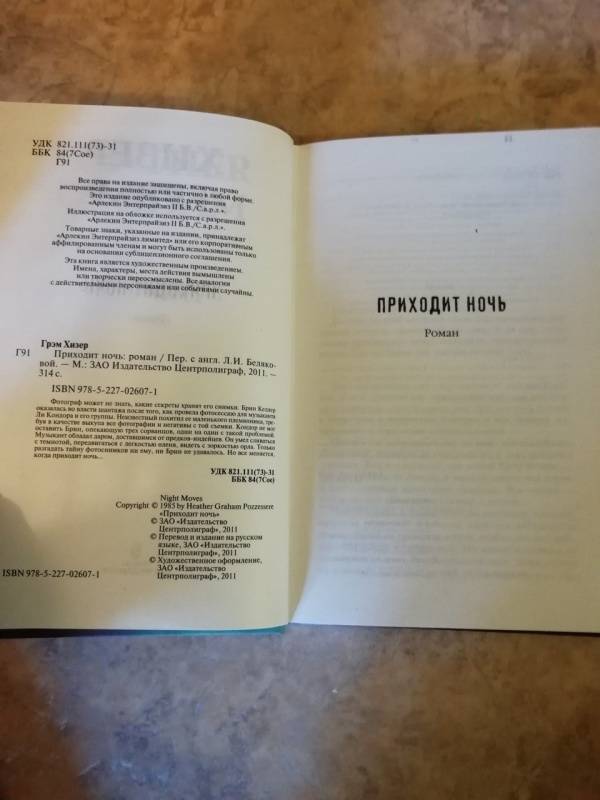 УДК 821.111(73)-31
ББК 84(7Сое)
Г91
Все права на издание защищены, включая право
воспроизведения полностью или частично в любой форме.
Это издание опубликовано с разрешения
«Арлекин Энтерпрайзиз II Б.В./С.а.р.л.».
Иллюстрация на обложке используется с разрешения
«Арлекин Энтерпрайзиз II Б.В./С.а.р.л.».
Товарные знаки, указанные на издании, принадлежат
«Арлекин Энтерпрайзиз лимитед» или его корпоративным
аффилированным членам и могут быть использованы только
на основании сублицензионного соглашения.
Эта книга является художественным произведением.
Имена, характеры, места действия вымышлены
или творчески переосмыслены. Все аналогии
с действительными персонажами или событиями случайны.
Грэм Хизер
Г91 Приходит ночь: роман / Пер. с англ. Л.И. Беляко-
вой. — М.: ЗАО Издательство Центрполиграф, 2011. —
314 с.
ISBN 978-5-227-02607-1
Фотограф может не знать, какие секреты хранят его снимки. Брин Келлер
оказалась во власти шантажа после того, как провела фотосессию для музыканта
Ли Кондора и его группы. Неизвестный похитил ее маленького племянника, тре-
буя в качестве выкупа все фотографии и негативы с той съемки. Кондор не мог
оставить Брин, опекающую трех сорванцов, один на один с такой проблемой.
Музыкант обладал даром, доставшимся от предков-индейцев. Он умел сливаться
с темнотой, передвигаться с легкостью оленя, видеть с зоркостью орла. Только
разгадать тайну фотоснимков ни ему, ни Брин не удавалось. Но все меняется,
когда приходит ночь...
УДК 821.111(73)-31
ББК 84(7Сое)
Night Moves
Copyright © 1985 by Heather Graham Pozzessere
«Приходит ночь»
© ЗАО «Издательство
Центрполиграф», 2011
© Перевод и издание на русском
языке, ЗАО «Издательство
Центрполиграф», 2011
© Художественное оформление,
ЗАО «Издательство
Центрполиграф», 2011
ISBN 978-5-227-02607-1
ПРИХОДИТ НОЧЬ
Роман